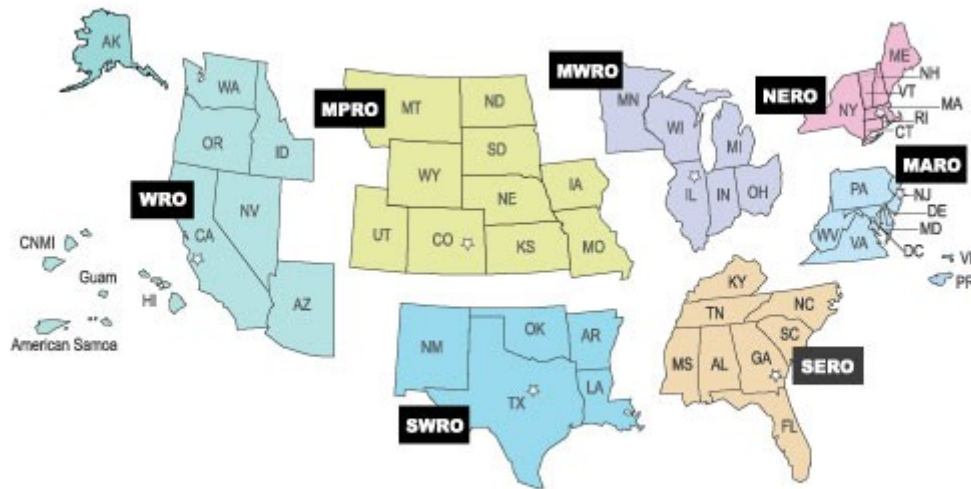 AK
WA
OR
ID
WRO
NV
CA
CNMI
Guam
HI
AZ
American Samoa
MPRO
MT
ND
SD
WY
NE
IA
UT
CO
KS
MO
MWRO
MN
WI
MI
IL
IN
OH
NERO
ME
NH
VT
NY
MA
RI
CT
MARO
PA
NJ
DE
WV
VA
MD
DC
VI
PR
SWRO
NM
OK
AR
TX
LA
KY
TN
NC
SC
MS
AL
GA
SERO
FL